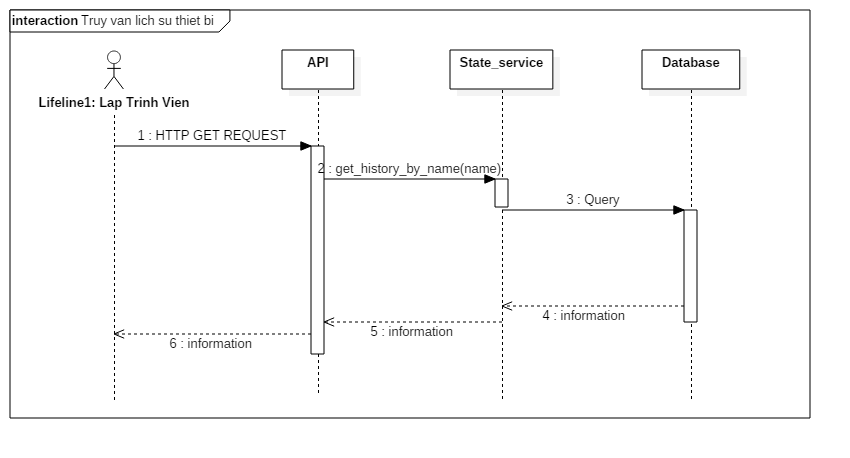 interaction Truy van lich su thiet bi
API
State_service
Database
Lifeline1: Lap Trinh Vien
1 : HTTP GET REQUEST
2 : get_history_by_name(name)
3 : Query
4 : information
5 : information
6 : information